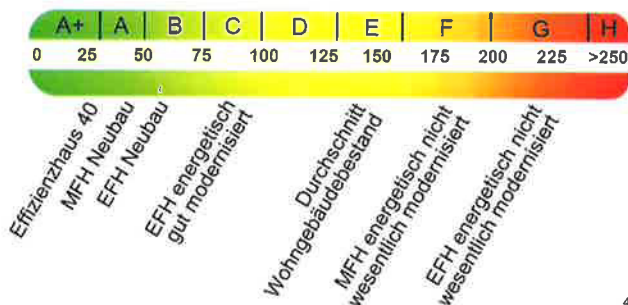 A+ A B C D E F G H
0 25 50 75 100 125 150 175 200 225 >250
Effizienzhaus 40
MFH Neubau
EFH Neubau
EFH energetisch
gut modernisiert
Durchschnitt
Wohngebäudebestand
MFH energetisch nicht
wesentlich modernisiert
EFH energetisch nicht
wesentlich modernisiert